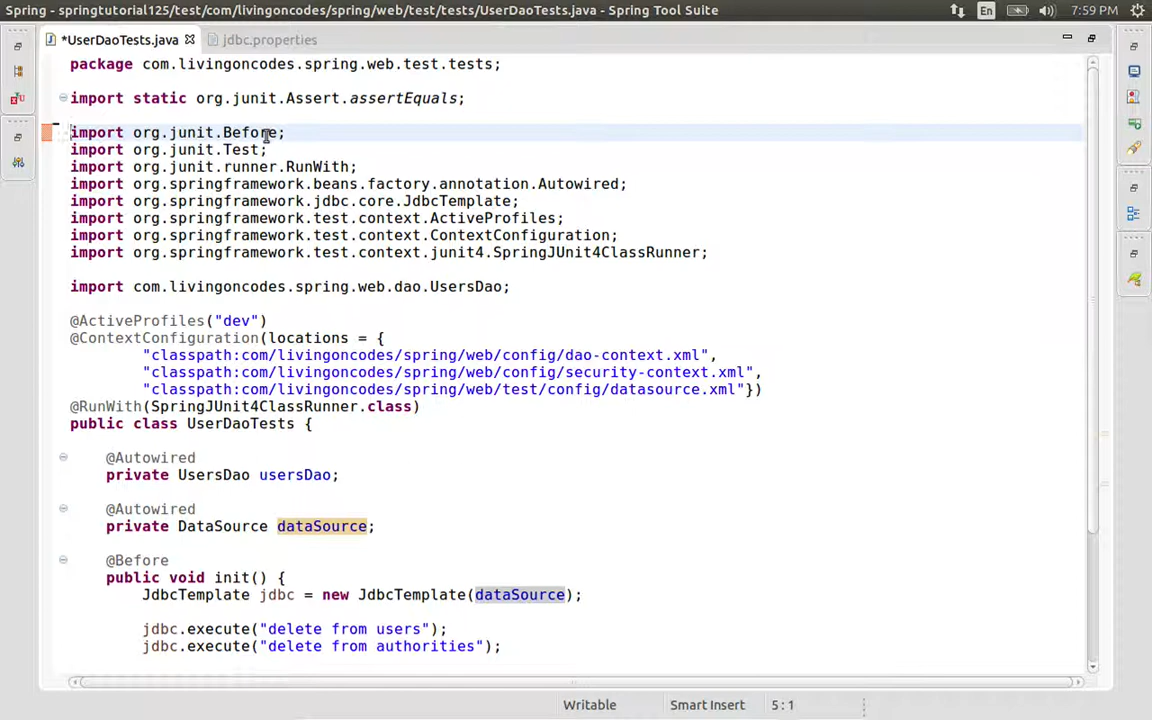 Spring - springtutorial125/test/com/livingoncodes/spring/web/test/tests/UserDaoTests.java - Spring Tool Suite
En
7:59 PM
*UserDaoTests.java
jdbc.properties
package com.livingoncodes.spring.web.test.tests;
import static org.junit.Assert.assertEquals;
import org.junit.Before;
import org.junit.Test;
import org.junit.runner.RunWith;
import org.springframework.beans.factory.annotation.Autowired;
import org.springframework.jdbc.core.JdbcTemplate;
import org.springframework.test.context.ActiveProfiles;
import org.springframework.test.context.ContextConfiguration;
import org.springframework.test.context.junit4.SpringJUnit4ClassRunner;
import com.livingoncodes.spring.web.dao.UsersDao;
@ActiveProfiles("dev")
@ContextConfiguration(locations = {
"classpath:com/livingoncodes/spring/web/config/dao-context.xml",
"classpath:com/livingoncodes/spring/web/config/security-context.xml",
"classpath:com/livingoncodes/spring/web/test/config/datasource.xml"})
@RunWith(SpringJUnit4ClassRunner.class)
public class UserDaoTests {
@Autowired
private UsersDao usersDao;
@Autowired
private DataSource dataSource;
@Before
public void init() {
JdbcTemplate jdbc = new JdbcTemplate(dataSource);
jdbc.execute("delete from users");
jdbc.execute("delete from authorities");
Writable
Smart Insert
5 : 1